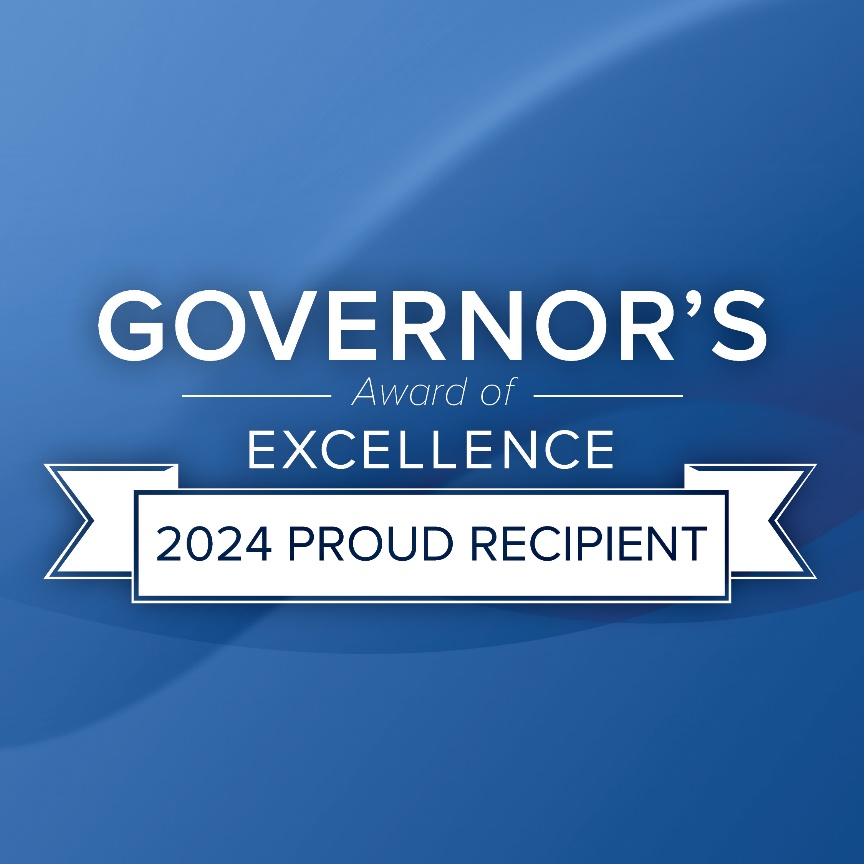 GOVERNOR’S
Award of
EXCELLENCE
2024 PROUD RECIPIENT